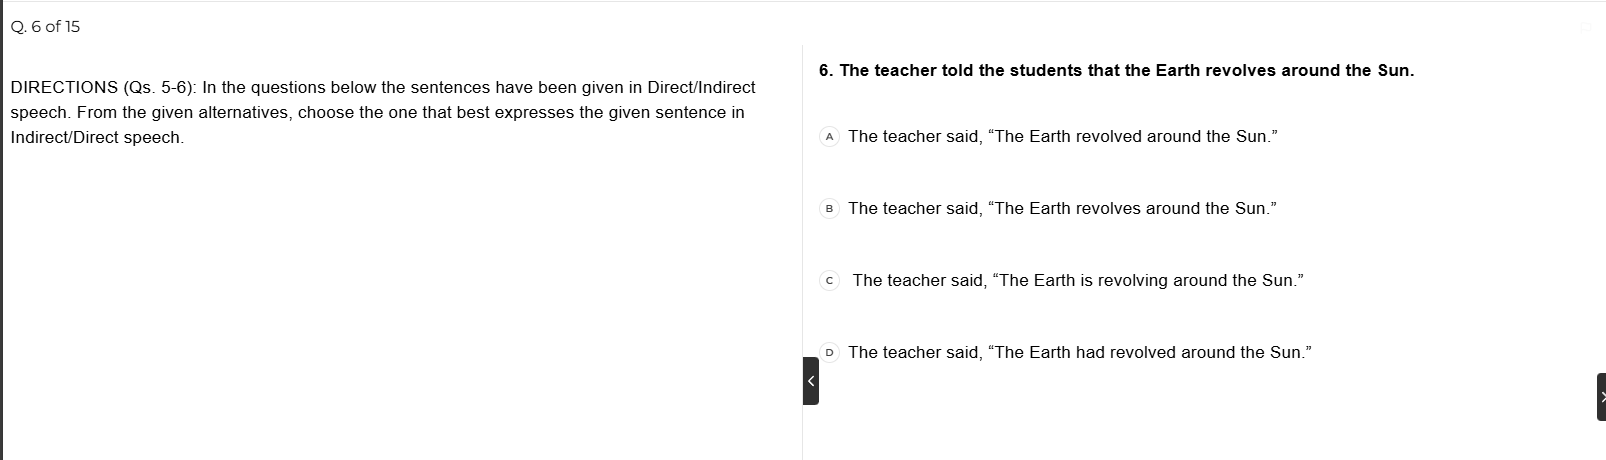 Q. 6 of 15
DIRECTIONS (Qs. 5-6): In the questions below the sentences have been given in Direct/Indirect
speech. From the given alternatives, choose the one that best expresses the given sentence in
Indirect/Direct speech.
6. The teacher told the students that the Earth revolves around the Sun.
A The teacher said, “The Earth revolved around the Sun.”
B The teacher said, “The Earth revolves around the Sun.”
C The teacher said, “The Earth is revolving around the Sun.”
D The teacher said, “The Earth had revolved around the Sun.”